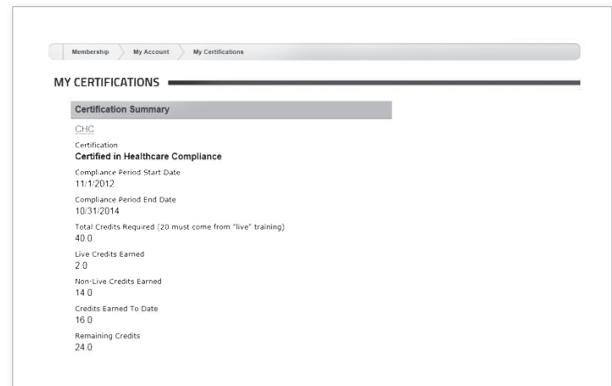 Membership My Account My Certifications
MY CERTIFICATIONS
Certification Summary
CHC
Certification
Certified in Healthcare Compliance
Compliance Period Start Date
11/1/2012
Compliance Period End Date
10/31/2014
Total Credits Required (20 must come from "live" training)
40.0
Live Credits Earned
2.0
Non-Live Credits Earned
14.0
Credits Earned To Date
16.0
Remaining Credits
24.0